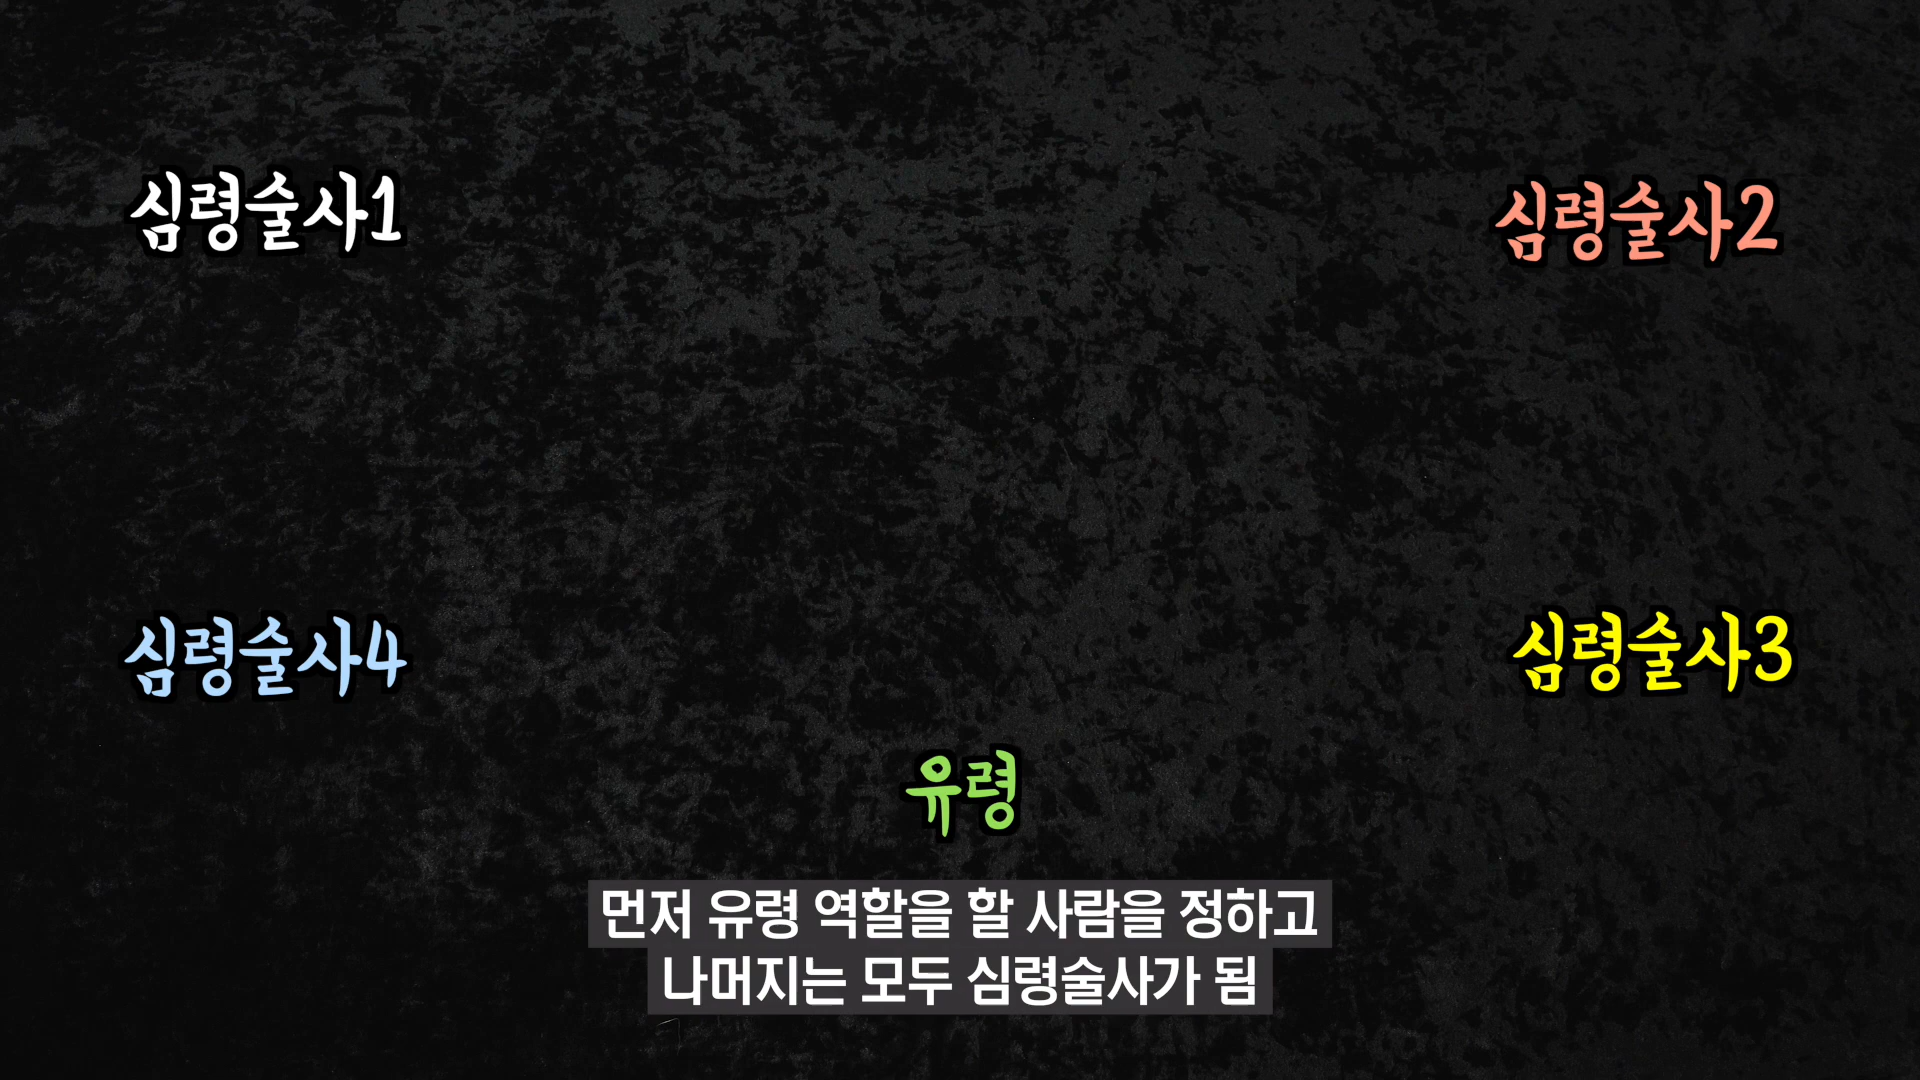 심령술사1
심령술사2
심령술사4
심령술사3
유령
먼저 유령 역할을 할 사람을 정하고
나머지는 모두 심령술사가 됨